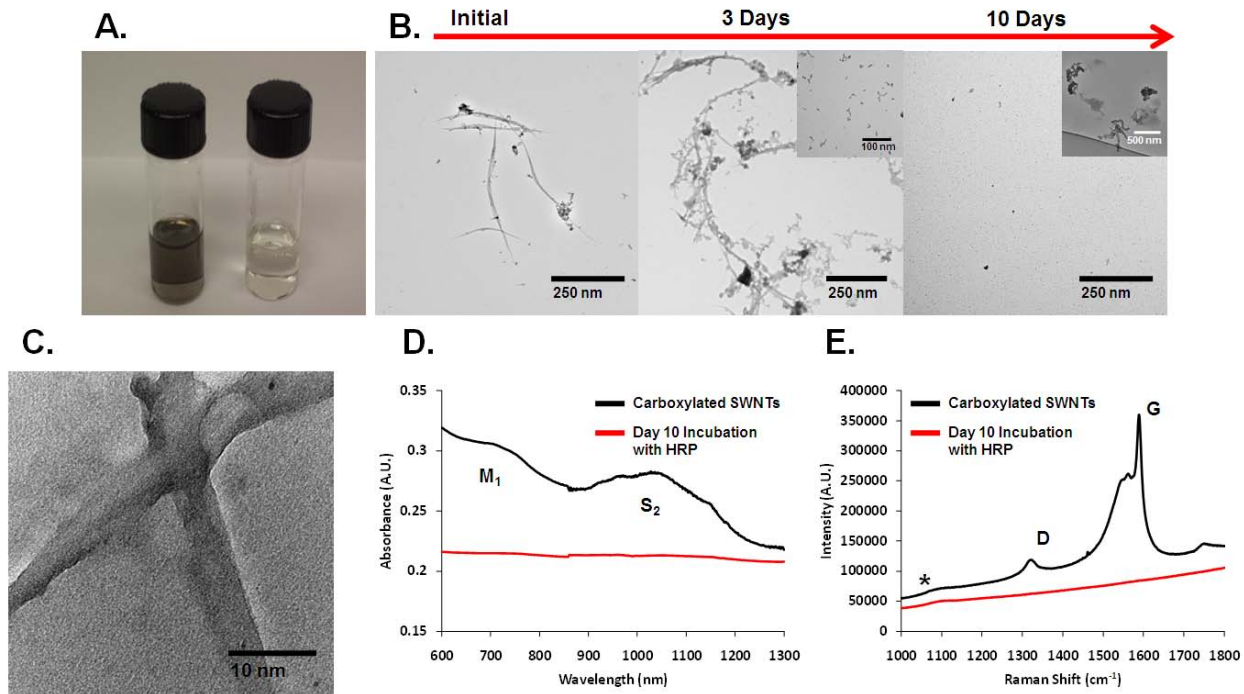 A.
B.
Initial
3 Days
10 Days
100 nm
500 nm
250 nm
250 nm
250 nm
C.
10 nm
D.
0.35
0.3
0.25
0.2
0.15
Absorbance (A.U.)
Carboxylated SWNTs
Day 10 Incubation
with HRP
M₁
S₂
600 700 800 900 1000 1100 1200 1300
Wavelength (nm)
E.
400000
350000
300000
250000
200000
150000
100000
50000
0
Intensity (A.U.)
Carboxylated SWNTs
Day 10 Incubation
with HRP
G
D
*
1000 1100 1200 1300 1400 1500 1600 1700 1800
Raman Shift (cm⁻¹)